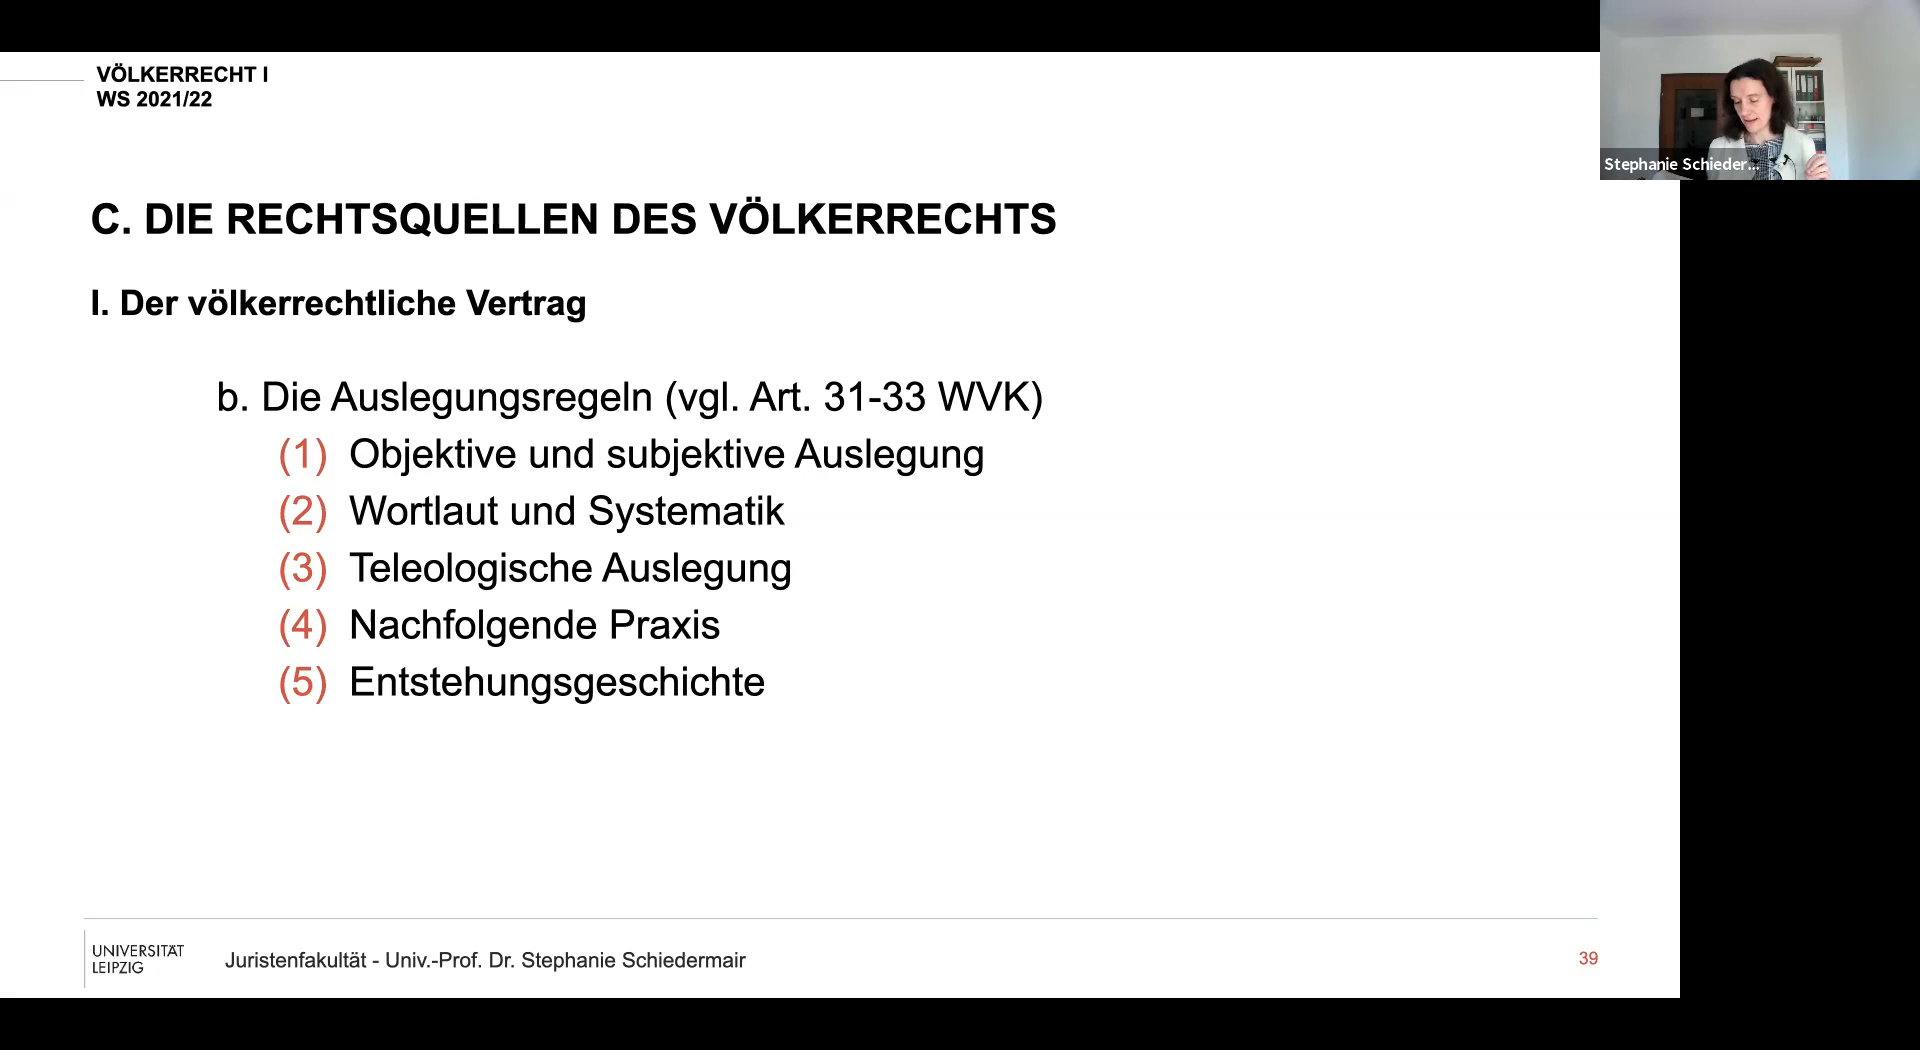 VÖLKERRECHT I
WS 2021/22
Stephanie Schieder...
C. DIE RECHTSQUELLEN DES VÖLKERRECHTS
I. Der völkerrechtliche Vertrag
b. Die Auslegungsregeln (vgl. Art. 31-33 WVK)
(1) Objektive und subjektive Auslegung
(2) Wortlaut und Systematik
(3) Teleologische Auslegung
(4) Nachfolgende Praxis
(5) Entstehungsgeschichte
UNIVERSITÄT
LEIPZIG
Juristenfakultät - Univ.-Prof. Dr. Stephanie Schiedermair
39